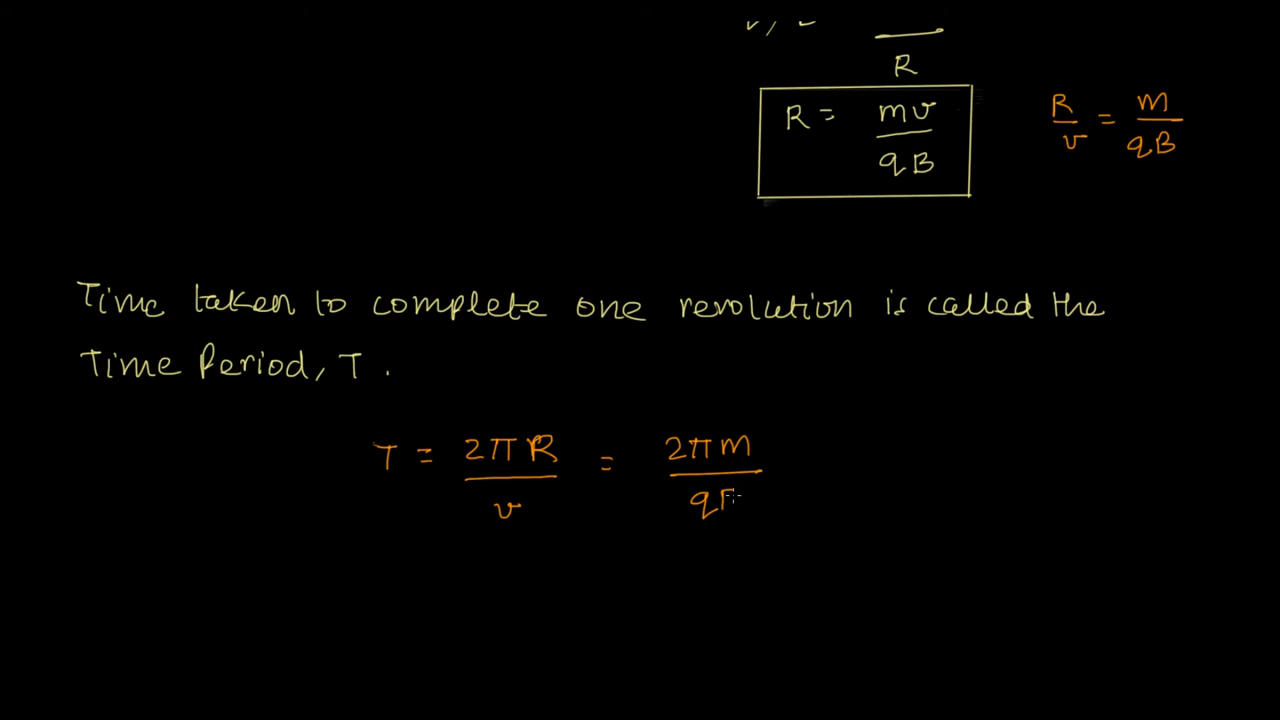 R
R = mv / qB
R / v = m / qB
Time taken to complete one revolution is called the
Time Period, T.
T = 2πR / v = 2πm / q